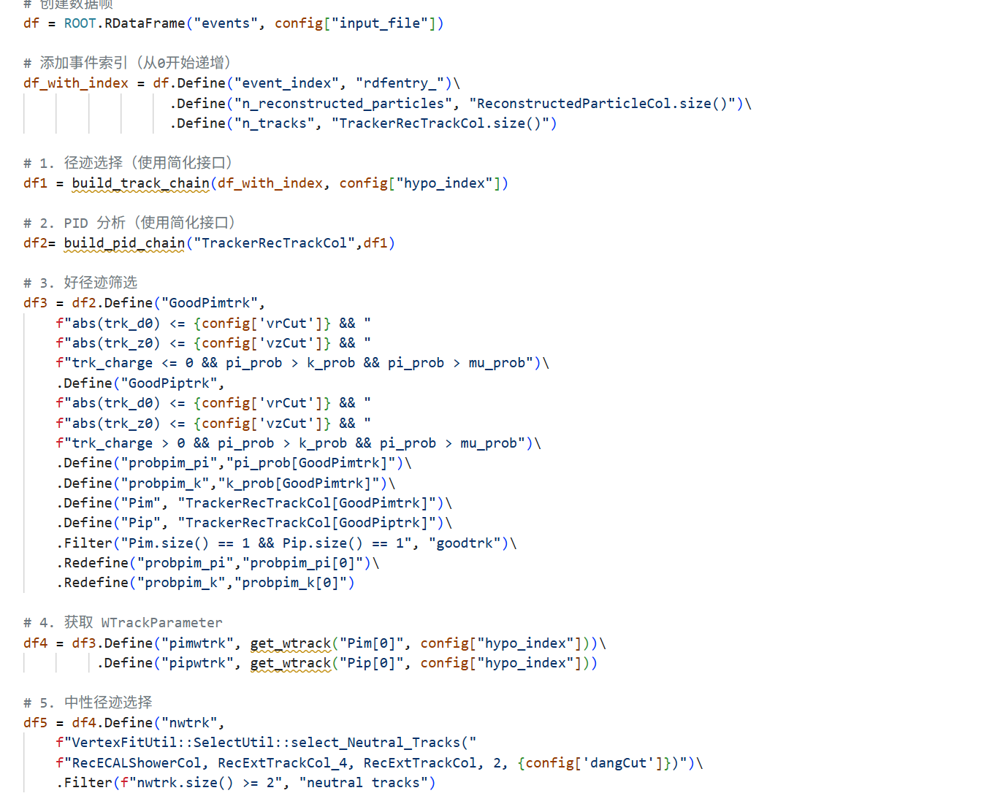 # 创建数据帧
df = ROOT.RDataFrame("events", config["input_file"])
# 添加事件索引（从0开始递增）
df_with_index = df.Define("event_index", "rdfentry_")\
.Define("n_reconstructed_particles", "ReconstructedParticleCol.size()")\
.Define("n_tracks", "TrackerRecTrackCol.size()")
# 1. 径迹选择（使用简化接口）
df1 = build_track_chain(df_with_index, config["hypo_index"])
# 2. PID 分析（使用简化接口）
df2= build_pid_chain("TrackerRecTrackCol",df1)
# 3. 好径迹筛选
df3 = df2.Define("GoodPimtrk",
f"abs(trk_d0) <= {config['vrCut']} && "
f"abs(trk_z0) <= {config['vzCut']} && "
f"trk_charge <= 0 && pi_prob > k_prob && pi_prob > mu_prob")\
.Define("GoodPiptrk",
f"abs(trk_d0) <= {config['vrCut']} && "
f"abs(trk_z0) <= {config['vzCut']} && "
f"trk_charge > 0 && pi_prob > k_prob && pi_prob > mu_prob")\
.Define("probpim_pi","pi_prob[GoodPimtrk]")\
.Define("probpim_k","k_prob[GoodPimtrk]")\
.Define("Pim", "TrackerRecTrackCol[GoodPimtrk]")\
.Define("Pip", "TrackerRecTrackCol[GoodPiptrk]")\
.Filter("Pim.size() == 1 && Pip.size() == 1", "goodtrk")\
.Redefine("probpim_pi","probpim_pi[0]")\
.Redefine("probpim_k","probpim_k[0]")
# 4. 获取 WTrackParameter
df4 = df3.Define("pimwtrk", get_wtrack("Pim[0]", config["hypo_index"]))\
.Define("pipwtrk", get_wtrack("Pip[0]", config["hypo_index"]))
# 5. 中性径迹选择
df5 = df4.Define("nwtrk",
f"VertexFitUtil::SelectUtil::select_Neutral_Tracks("
f"RecECALShowerCol, RecExtTrackCol_4, RecExtTrackCol, 2, {config['dangCut']})")\
.Filter(f"nwtrk.size() >= 2", "neutral tracks")